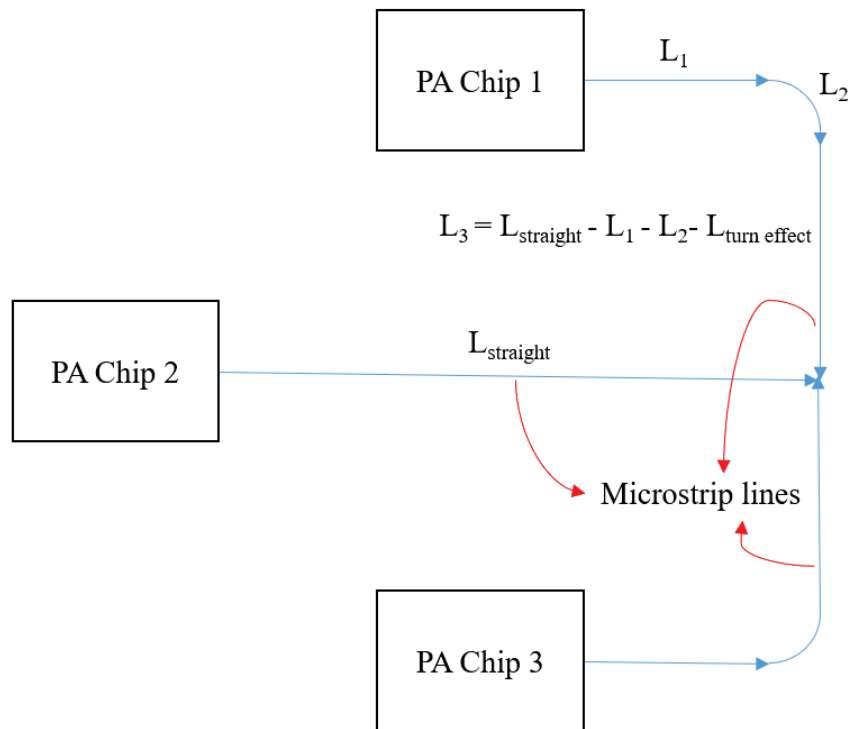 PA Chip 1
L₁
L₂
L₃ = Lstraight - L₁ - L₂- Lturn effect
PA Chip 2
Lstraight
Microstrip lines
PA Chip 3